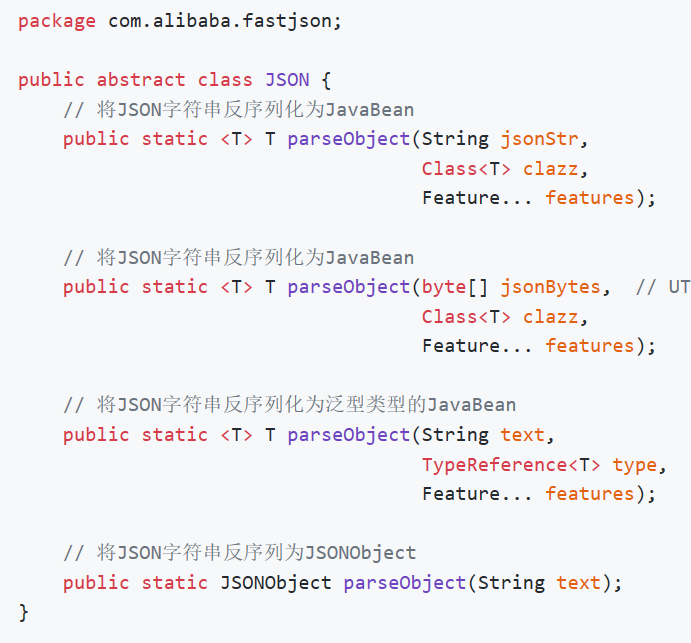 package com.alibaba.fastjson;
public abstract class JSON {
// 将JSON字符串反序列化为JavaBean
public static <T> T parseObject(String jsonStr,
Class<T> clazz,
Feature... features);
// 将JSON字符串反序列化为JavaBean
public static <T> T parseObject(byte[] jsonBytes,  // UT
Class<T> clazz,
Feature... features);
// 将JSON字符串反序列化为泛型类型的JavaBean
public static <T> T parseObject(String text,
TypeReference<T> type,
Feature... features);
// 将JSON字符串反序列为JSONObject
public static JSONObject parseObject(String text);
}